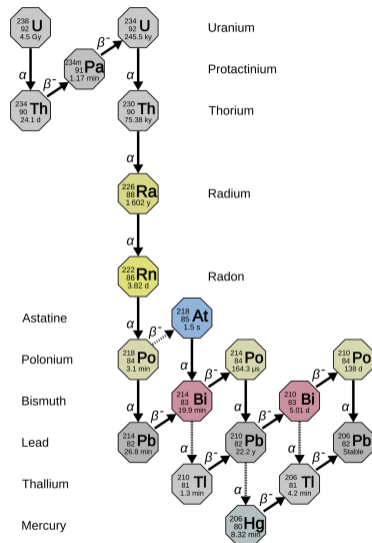 238 92 U 4.5 Gy
234 92 U 245.5 ky
Uranium
α
β⁻
234m 91 Pa 1.17 min
β⁻
α
Protactinium
234 90 Th 24.1 d
230 90 Th 75.38 ky
Thorium
α
226 88 Ra 1 602 y
Radium
α
222 86 Rn 3.82 d
Radon
α
Astatine
218 85 At 1.5 s
β⁻
Polonium
218 84 Po 3.1 min
α
214 84 Po 164.3 µs
210 84 Po 138 d
α
β⁻
β⁻
Bismuth
214 83 Bi 19.9 min
α
210 83 Bi 5.01 d
α
β⁻
β⁻
Lead
214 82 Pb 26.8 min
210 82 Pb 22.2 y
206 82 Pb Stable
α
β⁻
α
β⁻
Thallium
210 81 Tl 1.3 min
206 81 Tl 4.2 min
α
β⁻
Mercury
206 80 Hg 8.32 min